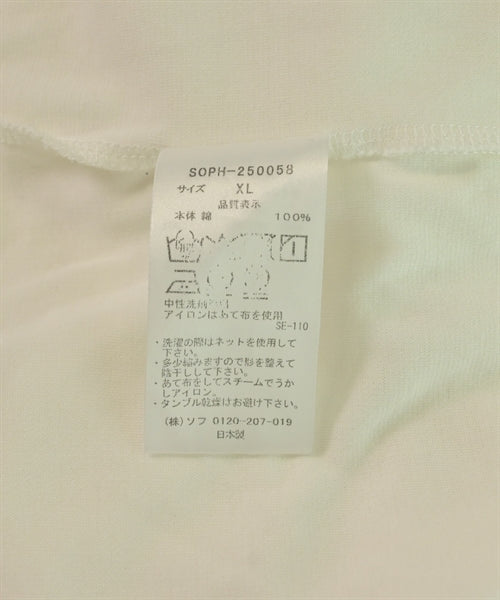 SOPH-250058
サイズ XL
品質表示
本体 綿 100%
中性洗剤使用
アイロンはあて布を使用
SE-110
・洗濯の際はネットを使用して
下さい。
・多少縮みますので形を整えて
陰干しして下さい。
・あて布をしてスチームでうか
しアイロン。
・タンブル乾燥はお避け下さい。
(株)ソフ 0120-207-019
日本製